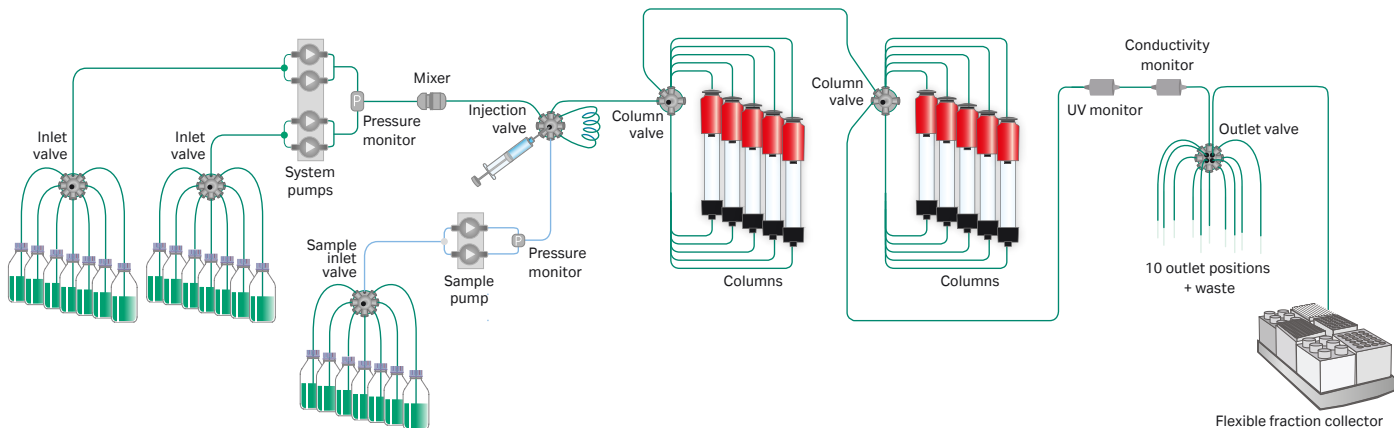 Inlet
valve
Inlet
valve
System
pumps
P
Pressure
monitor
Mixer
Injection
valve
Sample
inlet
valve
Sample
pump
P
Pressure
monitor
Column
valve
Columns
Column
valve
Columns
UV monitor
Conductivity
monitor
Outlet valve
10 outlet positions
+ waste
Flexible fraction collector